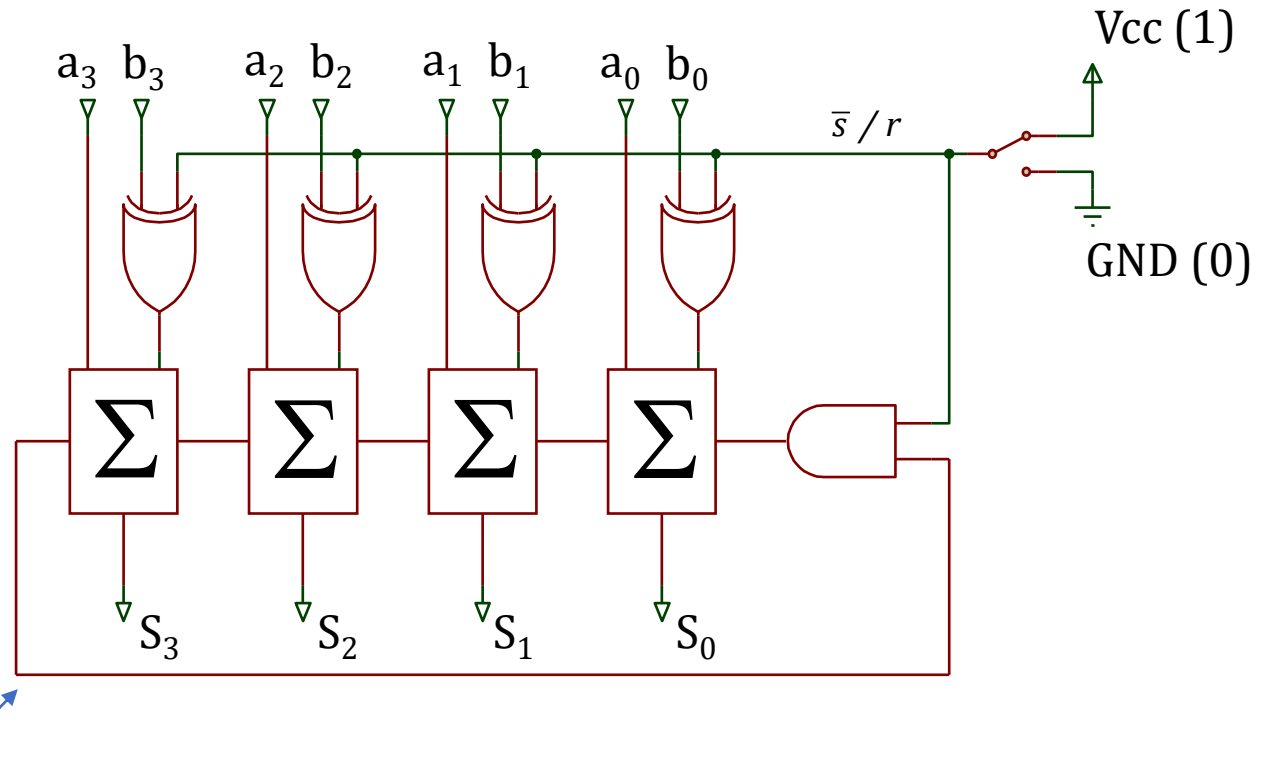 Vcc (1)
a₃ b₃ a₂ b₂ a₁ b₁ a₀ b₀
s̅ / r
GND (0)
Σ Σ Σ Σ
S₃ S₂ S₁ S₀